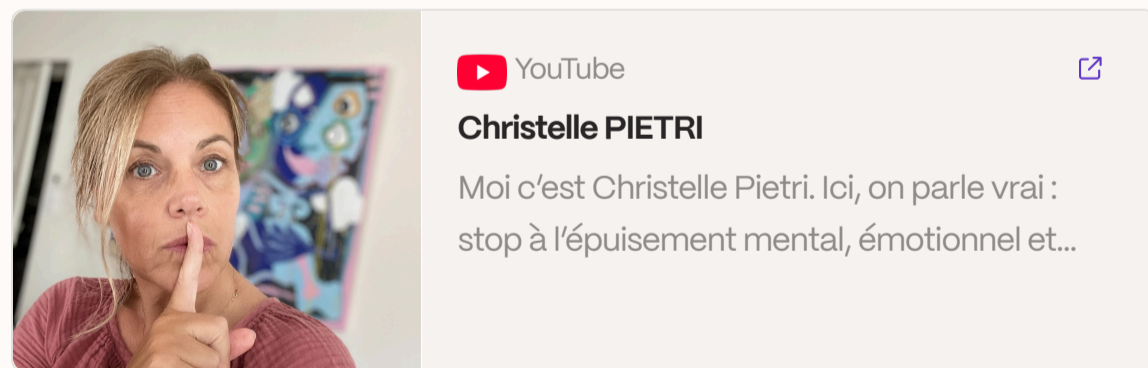 YouTube
Christelle PIETRI
Moi c’est Christelle Pietri. Ici, on parle vrai :
stop à l’épuisement mental, émotionnel et...